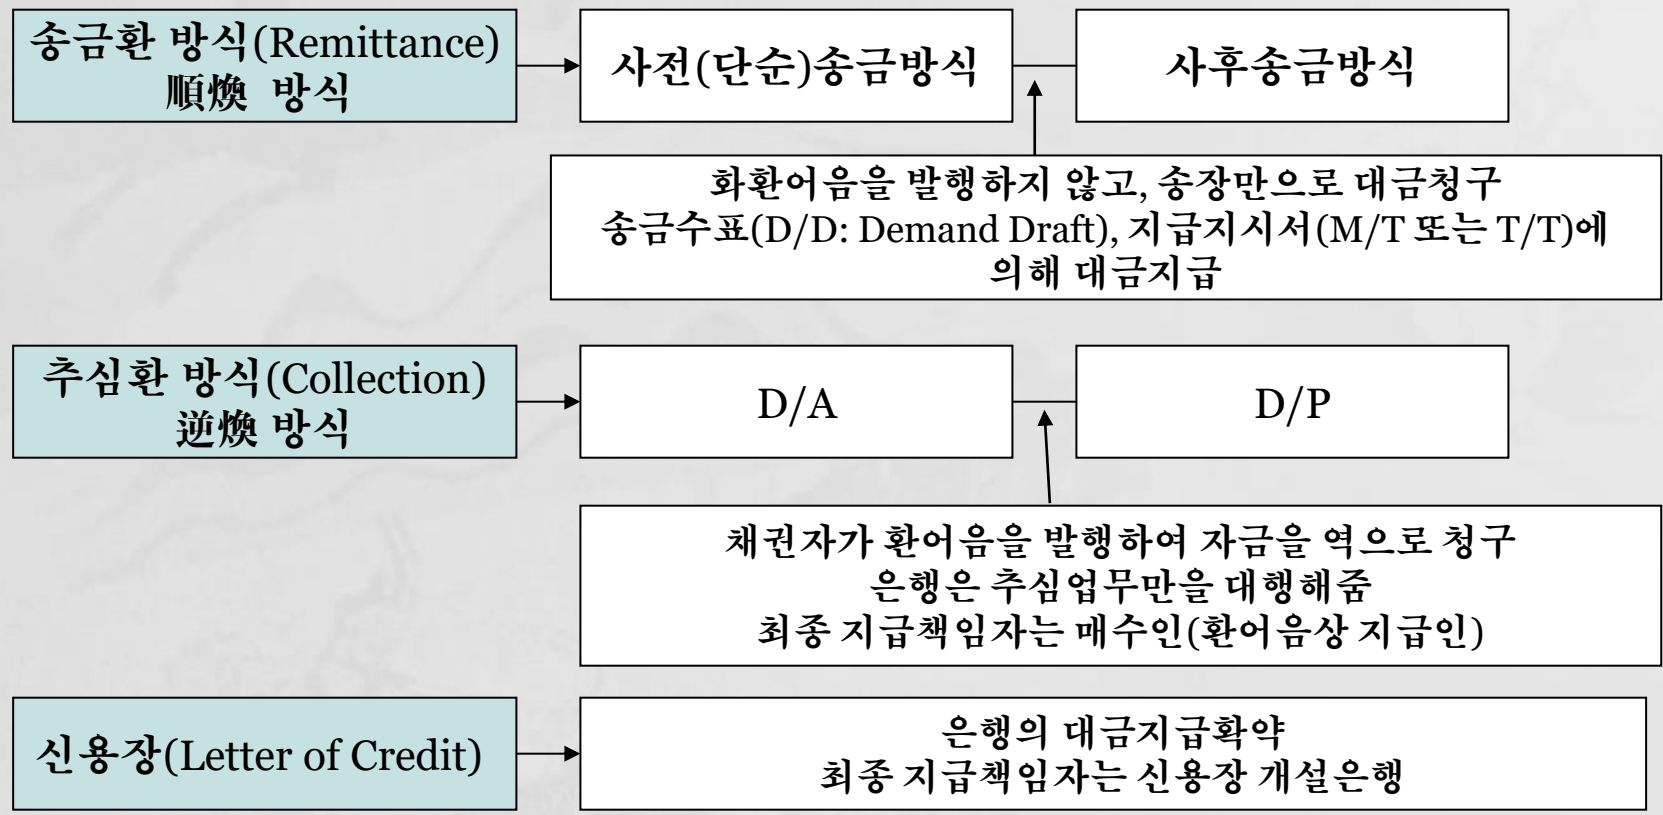 송금환 방식(Remittance)
順煥 방식
사전(단순)송금방식
사후송금방식
화환어음을 발행하지 않고, 송장만으로 대금청구
송금수표(D/D: Demand Draft), 지급지시서(M/T 또는 T/T)에
의해 대금지급
추심환 방식(Collection)
逆煥 방식
D/A
D/P
채권자가 환어음을 발행하여 자금을 역으로 청구
은행은 추심업무만을 대행해줌
최종 지급책임자는 매수인(환어음상 지급인)
신용장(Letter of Credit)
은행의 대금지급확약
최종 지급책임자는 신용장 개설은행